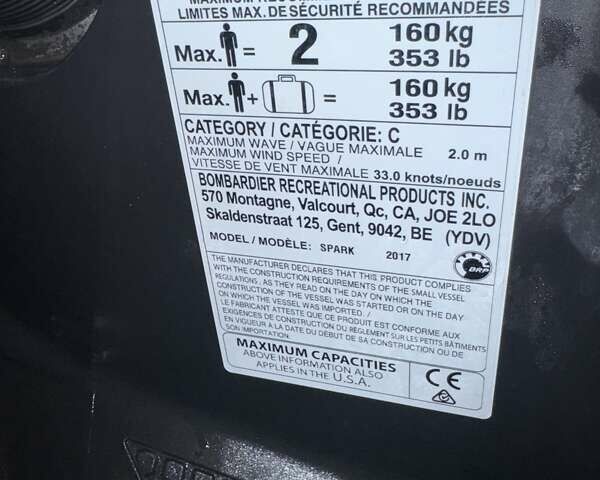 LIMITES MAX. DE SÉCURITÉ RECOMMANDÉES
Max. = 2 160 kg
353 lb
Max. + = 160 kg
353 lb
CATEGORY / CATÉGORIE: C
MAXIMUM WAVE / VAGUE MAXIMALE 2.0 m
MAXIMUM WIND SPEED /
VITESSE DE VENT MAXIMALE 33.0 knots/noeuds
BOMBARDIER RECREATIONAL PRODUCTS INC.
570 Montagne, Valcourt, Qc, CA, JOE 2LO
Skaldenstraat 125, Gent, 9042, BE (YDV)
MODEL / MODÈLE: SPARK 2017
BRP
THE MANUFACTURER DECLARES THAT THIS PRODUCT COMPLIES
WITH THE CONSTRUCTION REQUIREMENTS OF THE SMALL VESSEL
REGULATIONS, AS THEY READ ON THE DAY ON WHICH THE
CONSTRUCTION OF THE VESSEL WAS STARTED OR ON THE DAY
ON WHICH THE VESSEL WAS IMPORTED. /
LE FABRICANT ATTESTE QUE CE PRODUIT EST CONFORME AUX
EXIGENCES DE CONSTRUCTION DU RÈGLEMENT SUR LES PETITS BÂTIMENTS
EN VIGUEUR À LA DATE DU DÉBUT DE SA CONSTRUCTION OU DE
SON IMPORTATION.
MAXIMUM CAPACITIES
ABOVE INFORMATION ALSO
APPLIES IN THE U.S.A.
CE